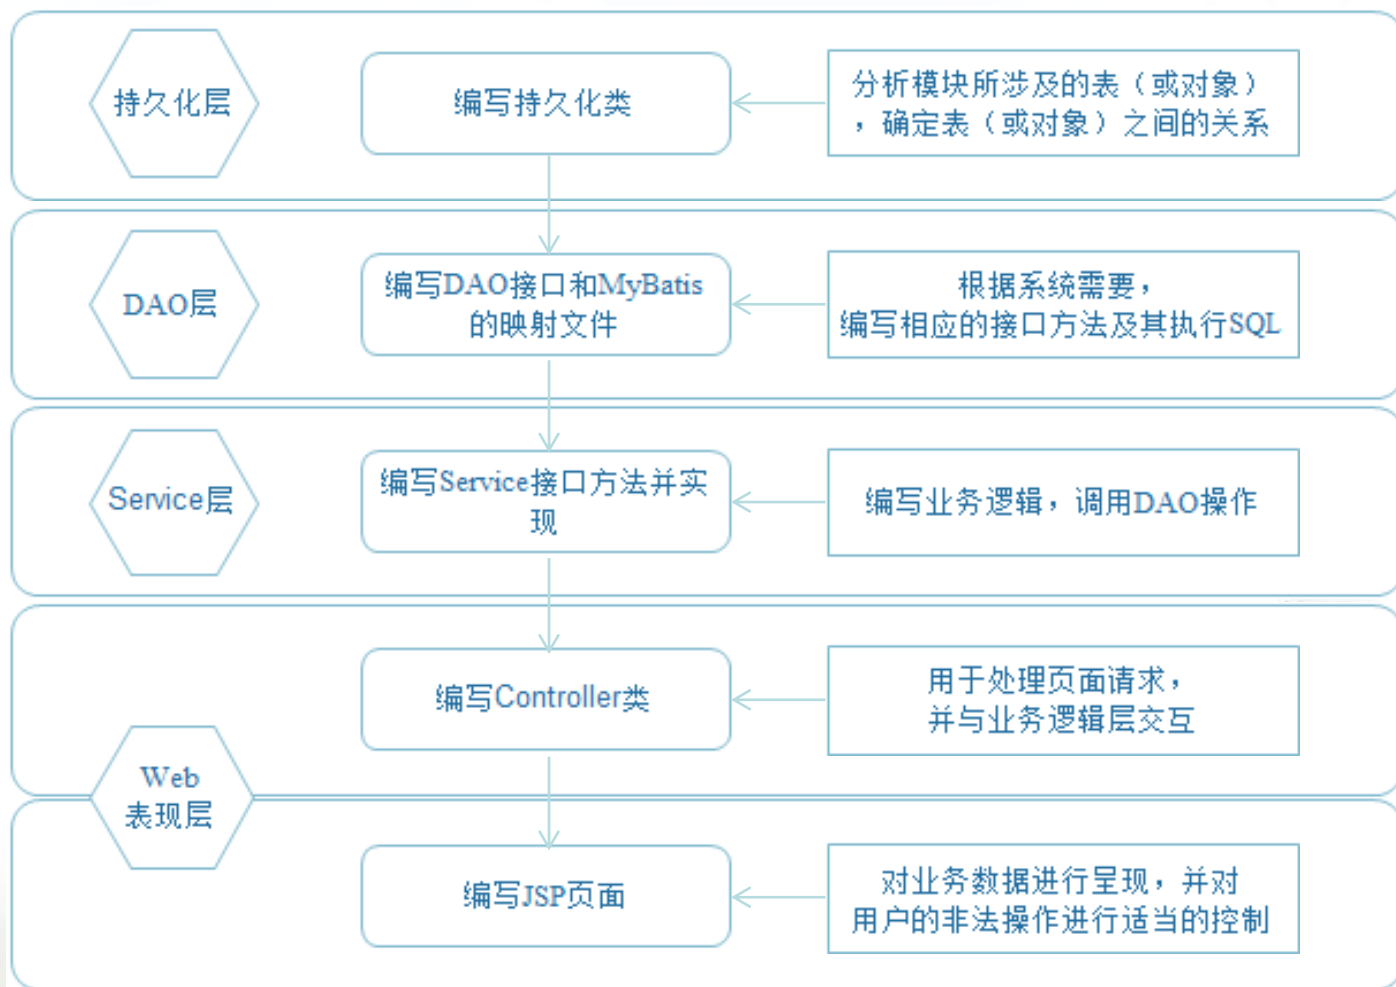 持久化层
编写持久化类
分析模块所涉及的表（或对象）
，确定表（或对象）之间的关系
DAO层
编写DAO接口和MyBatis
的映射文件
根据系统需要，
编写相应的接口方法及其执行SQL
Service层
编写Service接口方法并实
现
编写业务逻辑，调用DAO操作
编写Controller类
用于处理页面请求，
并与业务逻辑层交互
Web
表现层
编写JSP页面
对业务数据进行呈现，并对
用户的非法操作进行适当的控制